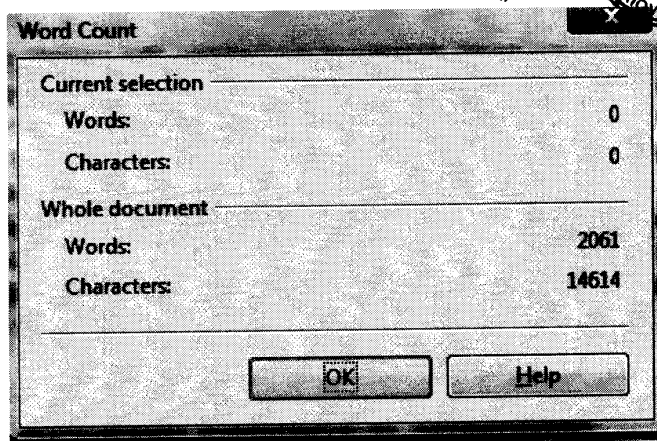 Word Count
X
Current selection
Words: 0
Characters: 0
Whole document
Words: 2061
Characters: 14614
OK Help